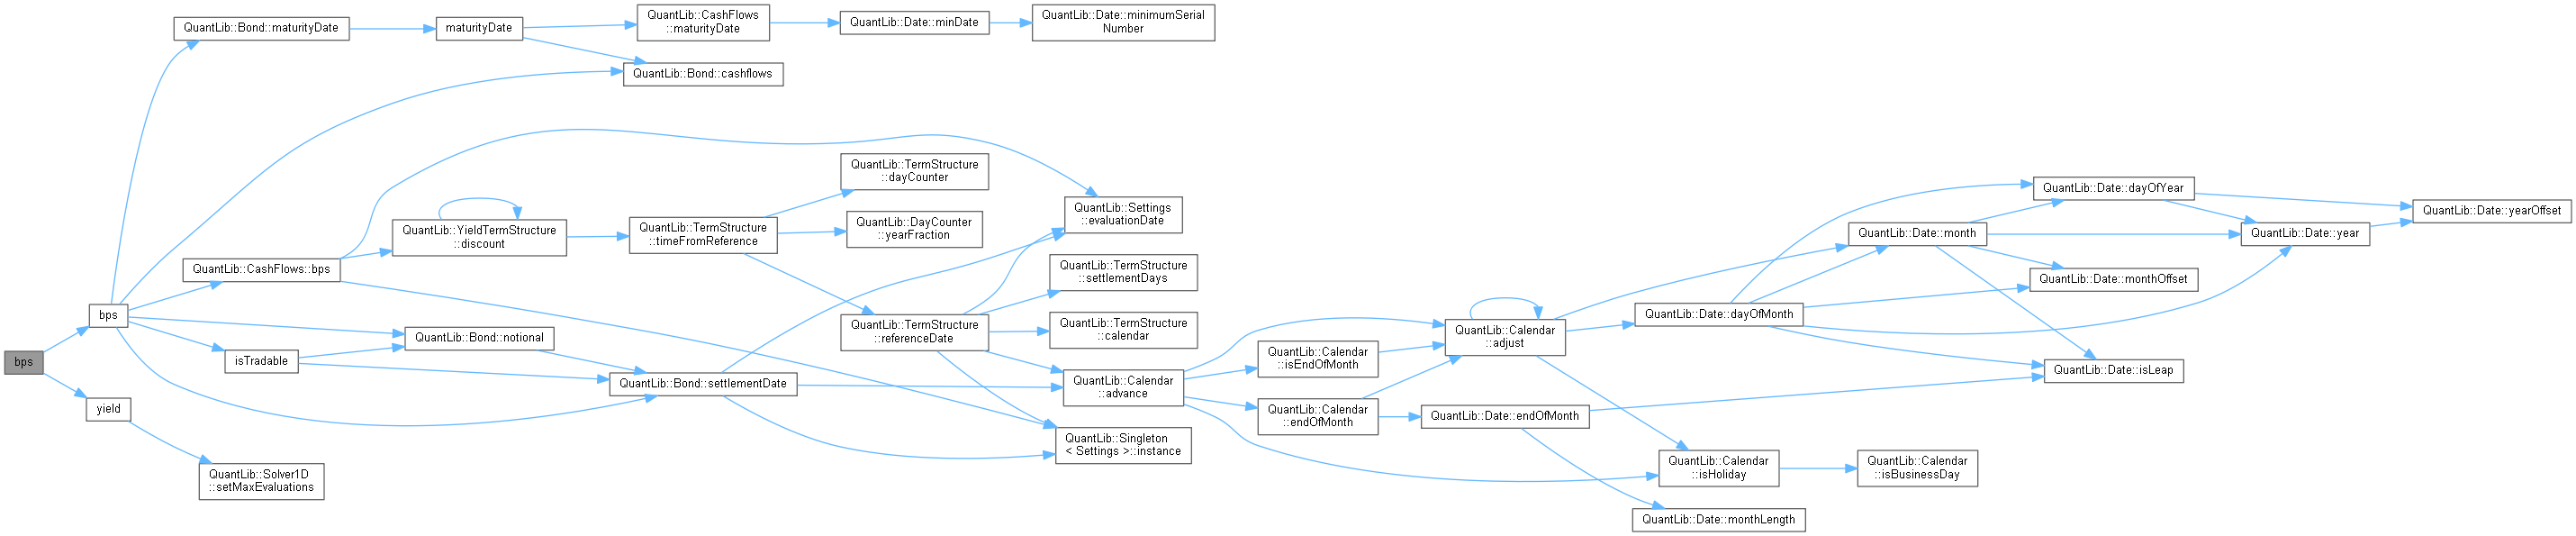 QuantLib::Bond::maturityDate
maturityDate
QuantLib::CashFlows
::maturityDate
QuantLib::Date::minDate
QuantLib::Date::minimumSerial
Number
QuantLib::Bond::cashflows
QuantLib::TermStructure
::dayCounter
QuantLib::Settings
::evaluationDate
QuantLib::YieldTermStructure
::discount
QuantLib::TermStructure
::timeFromReference
QuantLib::DayCounter
::yearFraction
QuantLib::CashFlows::bps
QuantLib::TermStructure
::settlementDays
QuantLib::TermStructure
::referenceDate
QuantLib::TermStructure
::calendar
bps
bps
isTradable
QuantLib::Bond::notional
QuantLib::Bond::settlementDate
QuantLib::Calendar
::advance
QuantLib::Calendar
::isEndOfMonth
QuantLib::Calendar
::endOfMonth
QuantLib::Calendar
::adjust
QuantLib::Date::endOfMonth
QuantLib::Date::dayOfMonth
QuantLib::Date::month
QuantLib::Date::dayOfYear
QuantLib::Date::year
QuantLib::Date::yearOffset
QuantLib::Date::monthOffset
QuantLib::Date::isLeap
yield
QuantLib::Solver1D
::setMaxEvaluations
QuantLib::Singleton
< Settings >::instance
QuantLib::Calendar
::isHoliday
QuantLib::Calendar
::isBusinessDay
QuantLib::Date::monthLength